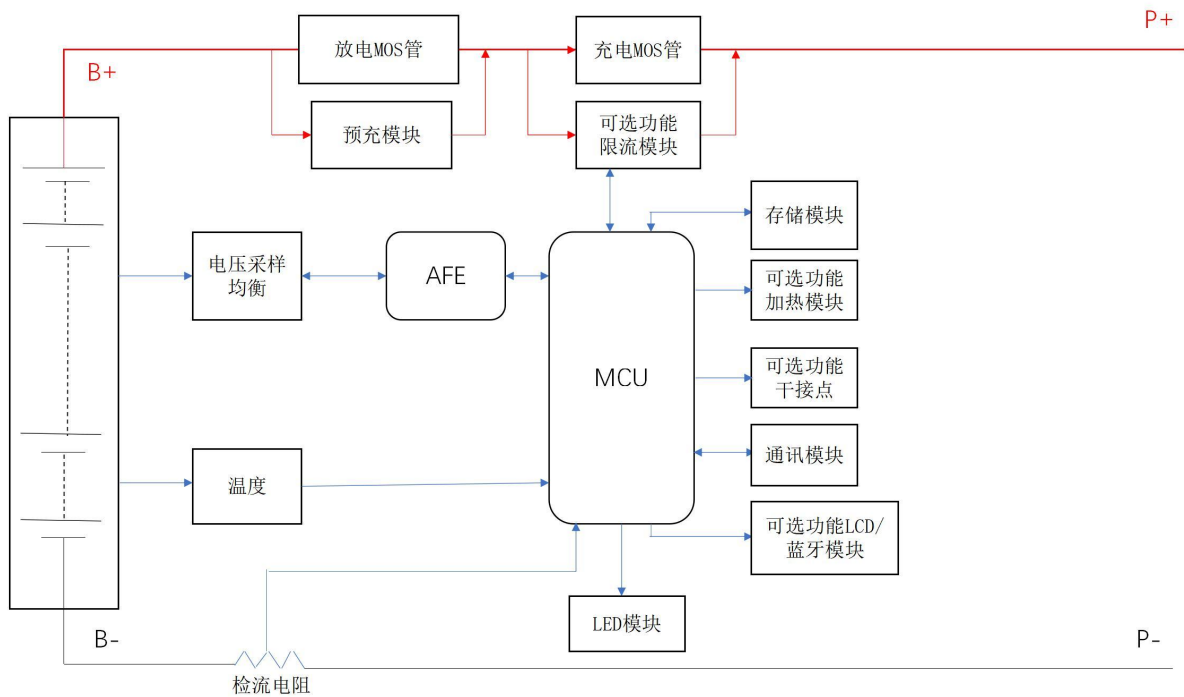 P+
放电MOS管
充电MOS管
B+
预充模块
可选功能
限流模块
存储模块
电压采样
均衡
AFE
可选功能
加热模块
MCU
可选功能
干接点
通讯模块
温度
可选功能LCD/
蓝牙模块
LED模块
B-
P-
检流电阻